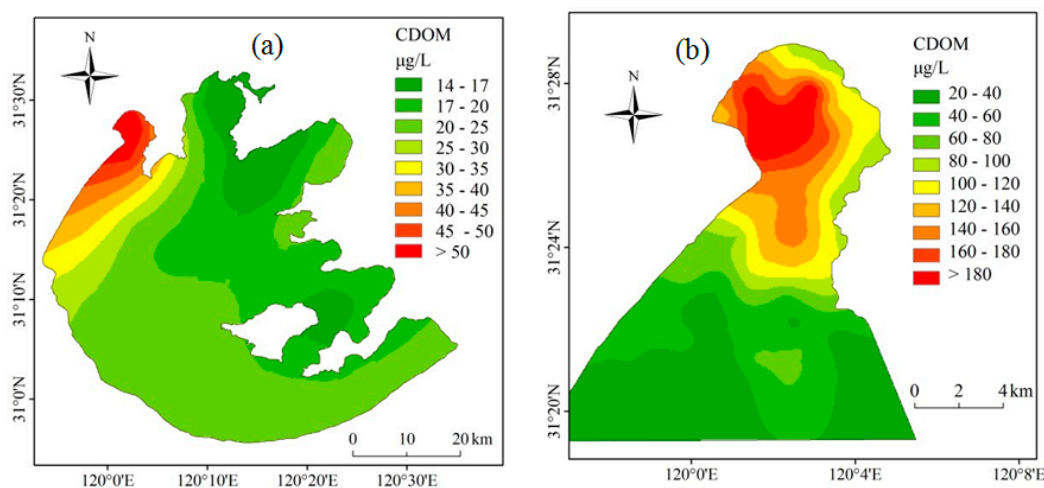 (a)
N
CDOM
µg/L
14 - 17
17 - 20
20 - 25
25 - 30
30 - 35
35 - 40
40 - 45
45 - 50
> 50
31°30'N
31°20'N
31°10'N
31°0'N
0 10 20 km
120°0'E 120°10'E 120°20'E 120°30'E
(b)
N
CDOM
µg/L
20 - 40
40 - 60
60 - 80
80 - 100
100 - 120
120 - 140
140 - 160
160 - 180
> 180
31°28'N
31°24'N
31°20'N
0 2 4 km
120°0'E 120°4'E 120°8'E